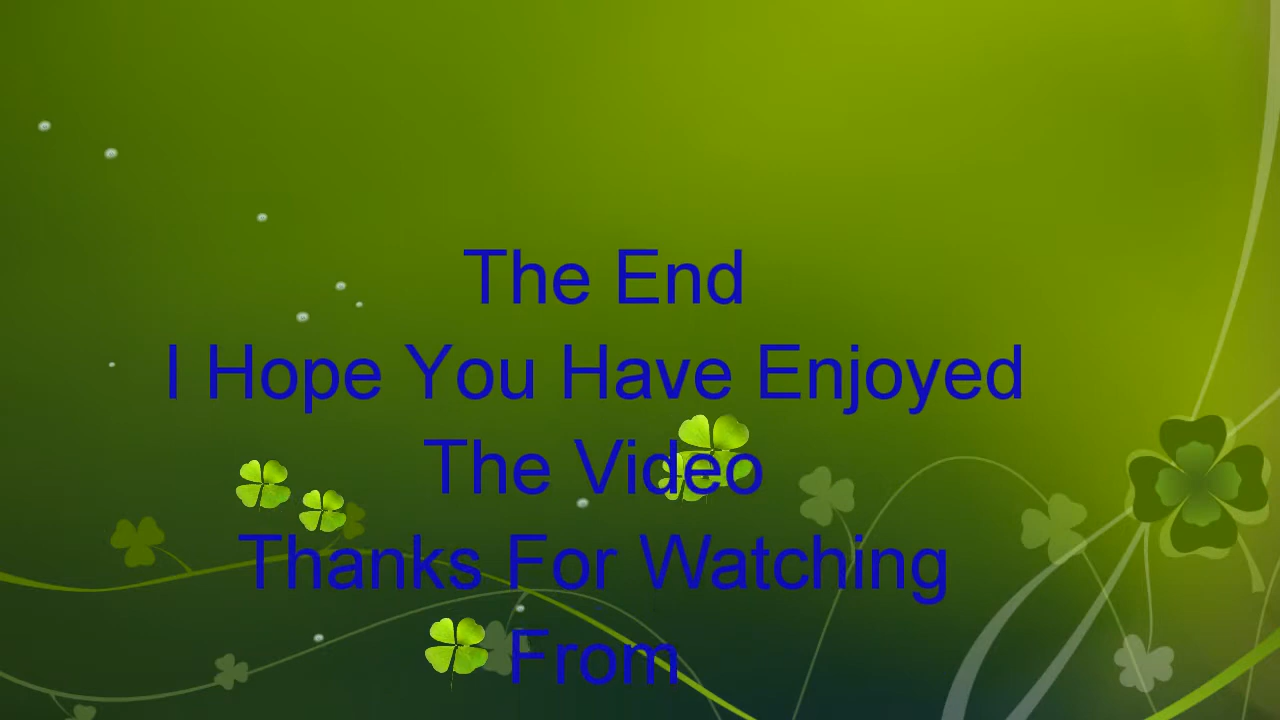 The End
I Hope You Have Enjoyed
The Video
Thanks For Watching
From